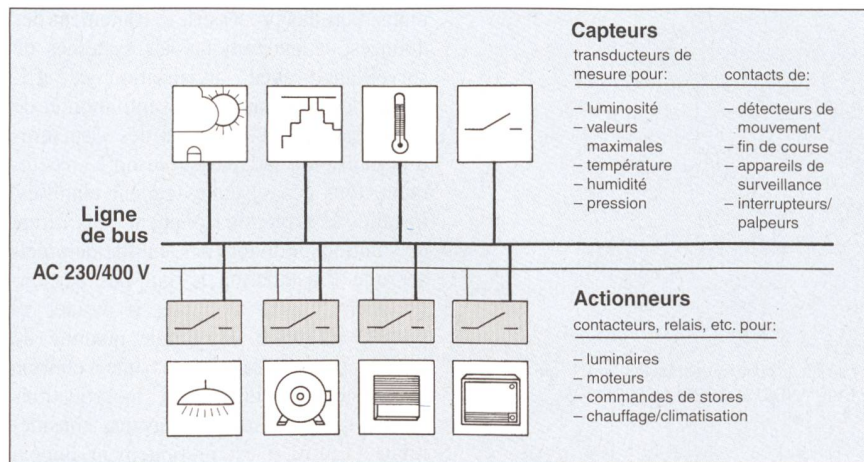 Capteurs
transducteurs de
mesure pour:
– luminosité
– valeurs
maximales
– température
– humidité
– pression
contacts de:
– détecteurs de
mouvement
– fin de course
– appareils de
surveillance
– interrupteurs/
palpeurs
Ligne
de bus
AC 230/400 V
Actionneurs
contacteurs, relais, etc. pour:
– luminaires
– moteurs
– commandes de stores
– chauffage/climatisation